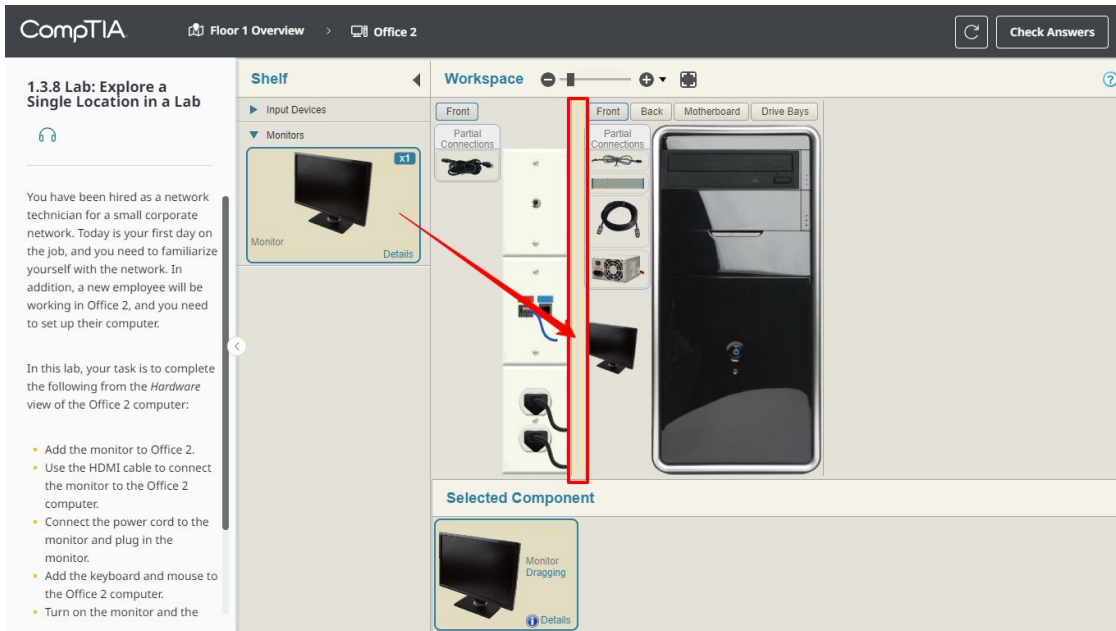 CompTIA.
Floor 1 Overview > Office 2
Check Answers
1.3.8 Lab: Explore a
Single Location in a Lab
You have been hired as a network
technician for a small corporate
network. Today is your first day on
the job, and you need to familiarize
yourself with the network. In
addition, a new employee will be
working in Office 2, and you need
to set up their computer.
In this lab, your task is to complete
the following from the Hardware
view of the Office 2 computer:
Add the monitor to Office 2.
Use the HDMI cable to connect
the monitor to the Office 2
computer.
Connect the power cord to the
monitor and plug in the
monitor.
Add the keyboard and mouse to
the Office 2 computer.
Turn on the monitor and the
Shelf
Input Devices
Monitors
x1
Monitor
Details
Workspace
Front
Partial
Connections
Front Back Motherboard Drive Bays
Partial
Connections
Selected Component
Monitor
Dragging
Details